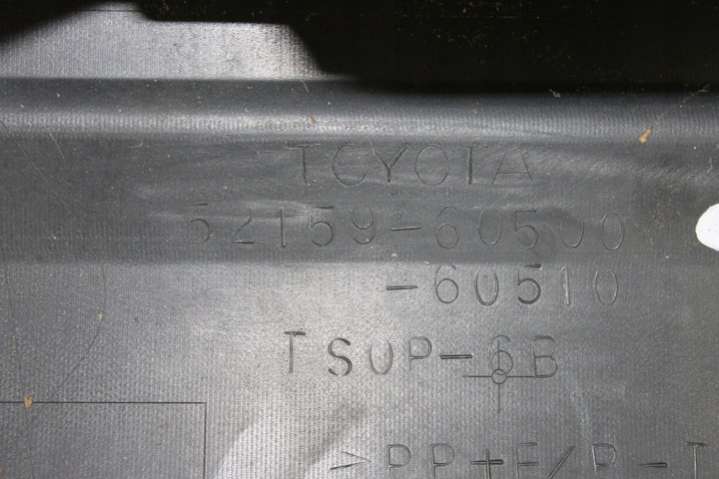 TOYOTA
52159-60500
-60510
TSOP-6B
>PP+E/P-T